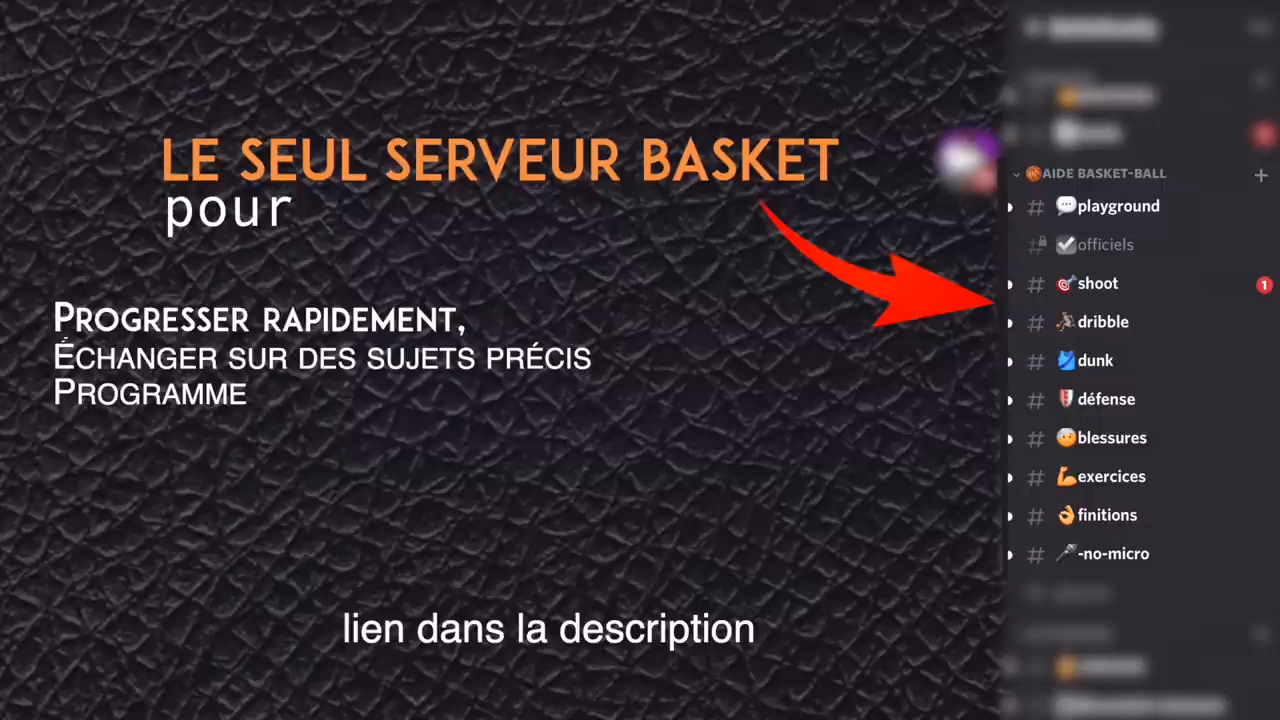 LE SEUL SERVEUR BASKET
pour
PROGRESSER RAPIDEMENT,
ÉCHANGER SUR DES SUJETS PRÉCIS
PROGRAMME
lien dans la description
AIDE BASKET-BALL
playground
officiels
shoot
1
dribble
dunk
défense
blessures
exercices
finitions
-no-micro